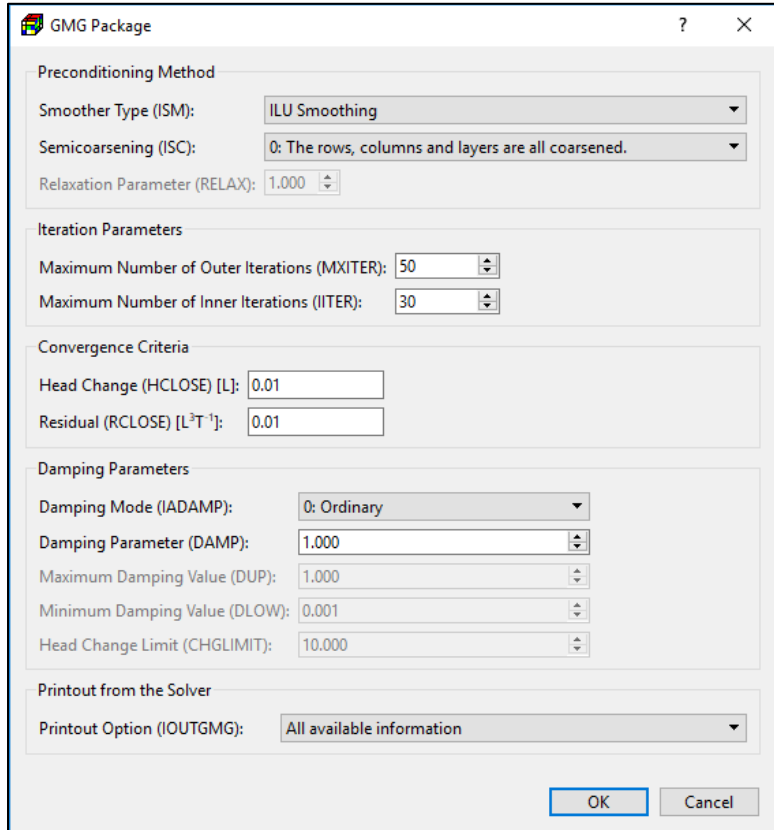 GMG Package ?
Preconditioning Method
Smoother Type (ISM): ILU Smoothing
Semicoarsening (ISC): 0: The rows, columns and layers are all coarsened.
Relaxation Parameter (RELAX): 1.000
Iteration Parameters
Maximum Number of Outer Iterations (MXITER): 50
Maximum Number of Inner Iterations (IITER): 30
Convergence Criteria
Head Change (HCLOSE) [L]: 0.01
Residual (RCLOSE) [L³T⁻¹]: 0.01
Damping Parameters
Damping Mode (IADAMP): 0: Ordinary
Damping Parameter (DAMP): 1.000
Maximum Damping Value (DUP): 1.000
Minimum Damping Value (DLOW): 0.001
Head Change Limit (CHGLIMIT): 10.000
Printout from the Solver
Printout Option (IOUTGMG): All available information
OK Cancel